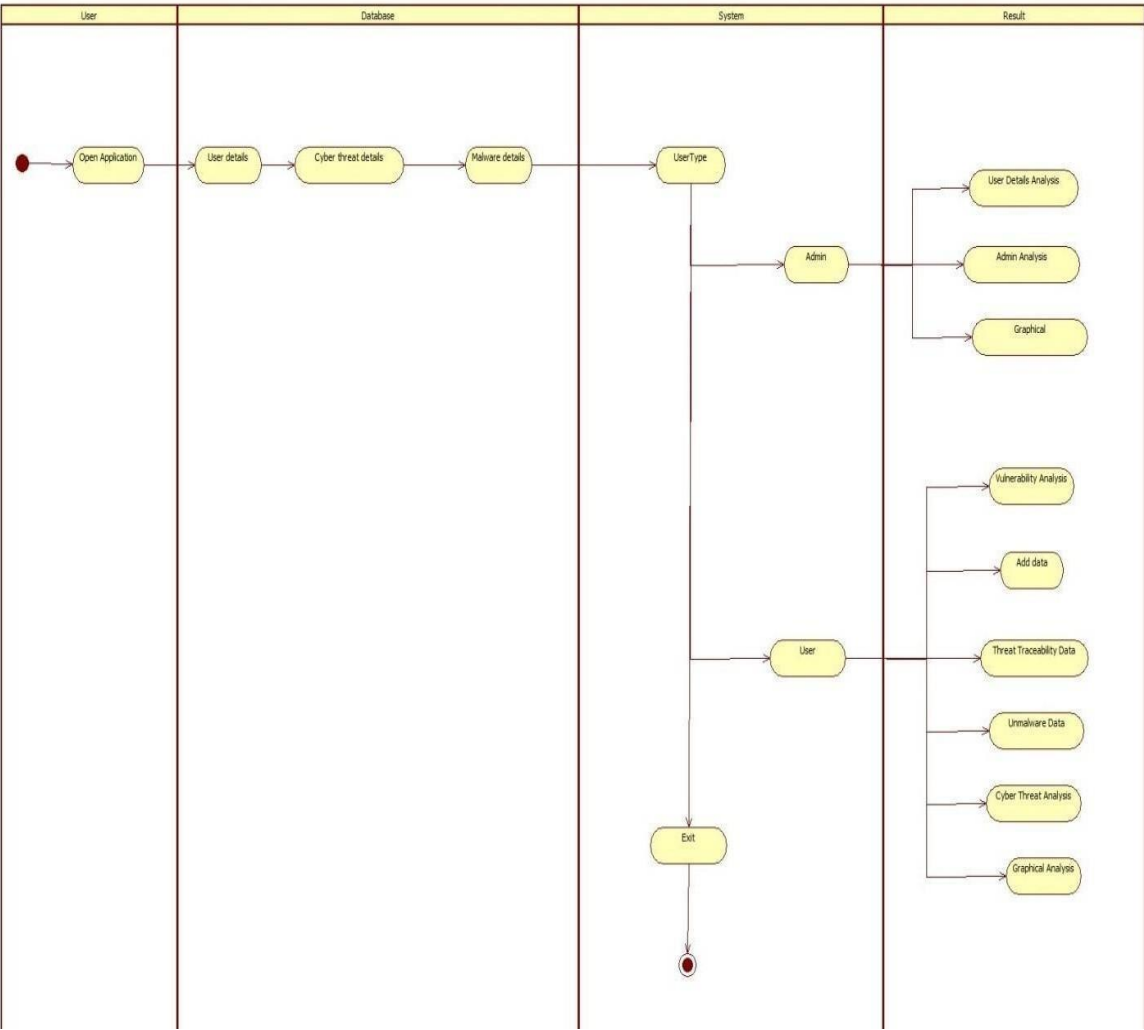 User
Database
System
Result
Open Application
User details
Cyber threat details
Malware details
UserType
User Details Analysis
Admin
Admin Analysis
Graphical
Vulnerability Analysis
Add data
User
Threat Traceability Data
Unmalware Data
Cyber Threat Analysis
Exit
Graphical Analysis